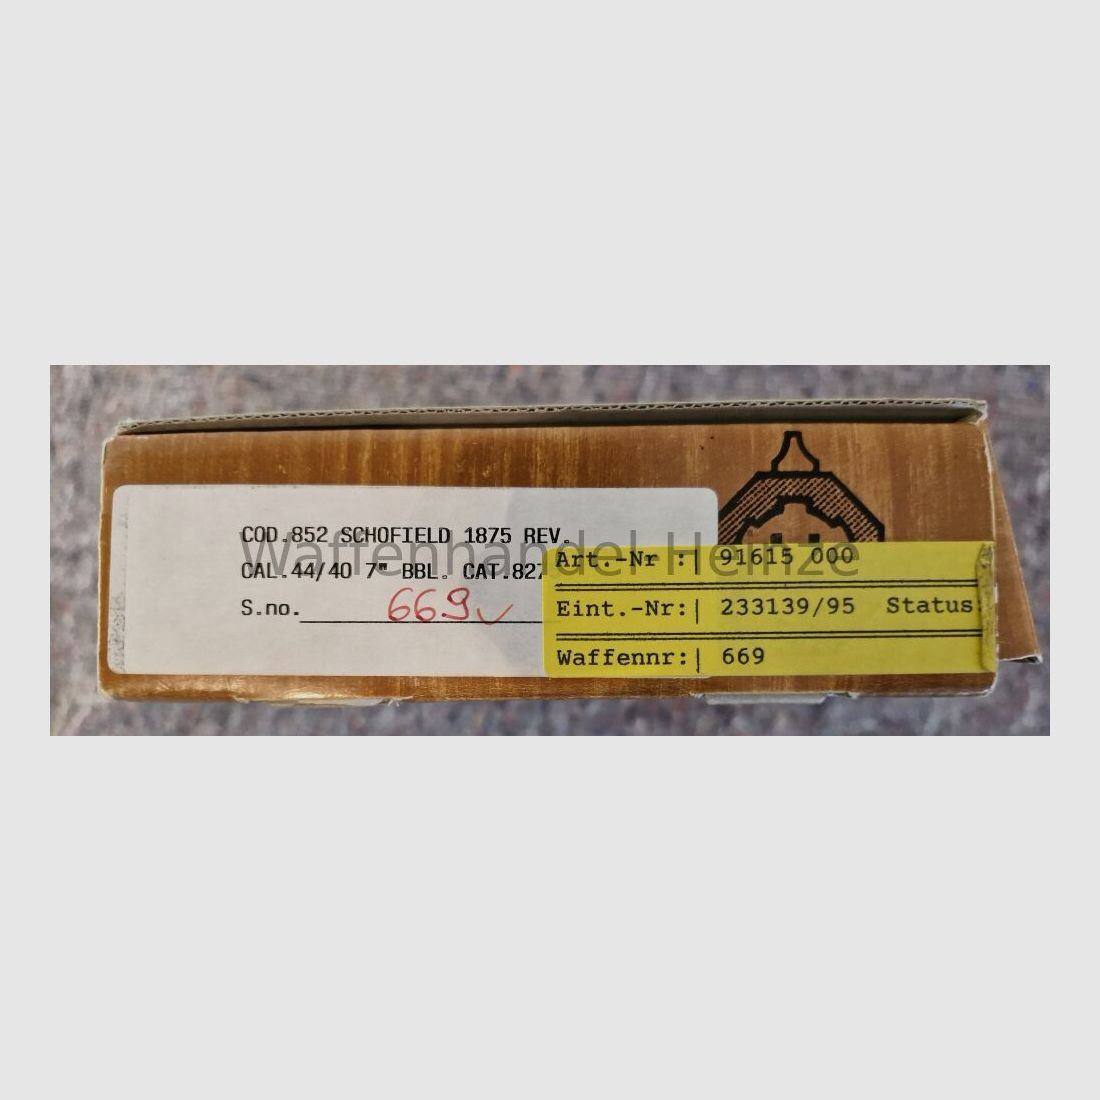 COD.852 SCHOFIELD 1875 REV.
CAL.44/40 7" BBL. CAT.827
S.no. 669
Art.-Nr :| 91615 000
Eint.-Nr:| 233139/95 Status:
Waffennr:| 669
Waffenhandel Heinze